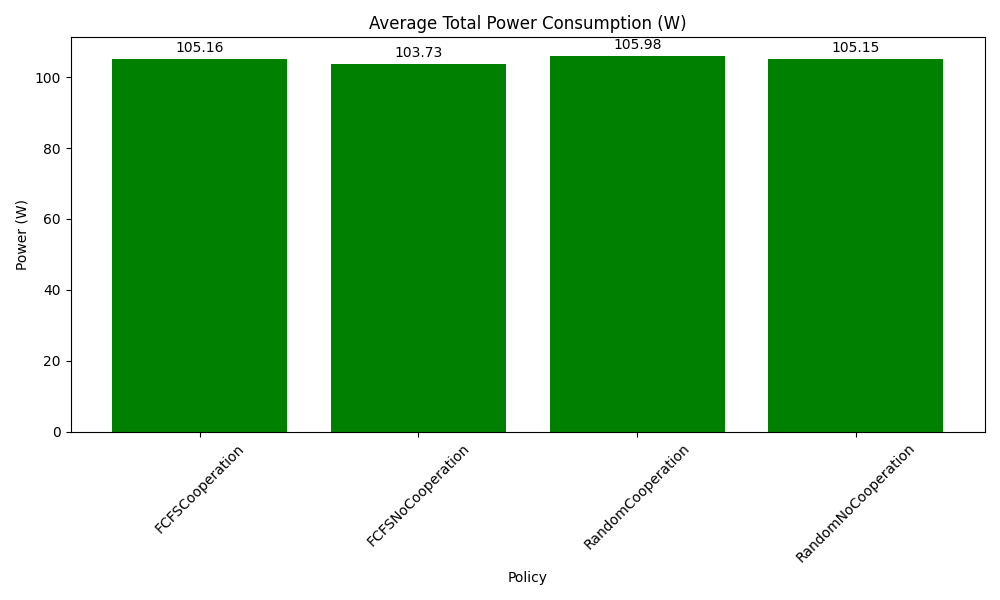 Average Total Power Consumption (W)
105.16
103.73
105.98
105.15
Power (W)
100
80
60
40
20
0
FCFSCooperation
FCFSNoCooperation
RandomCooperation
RandomNoCooperation
Policy